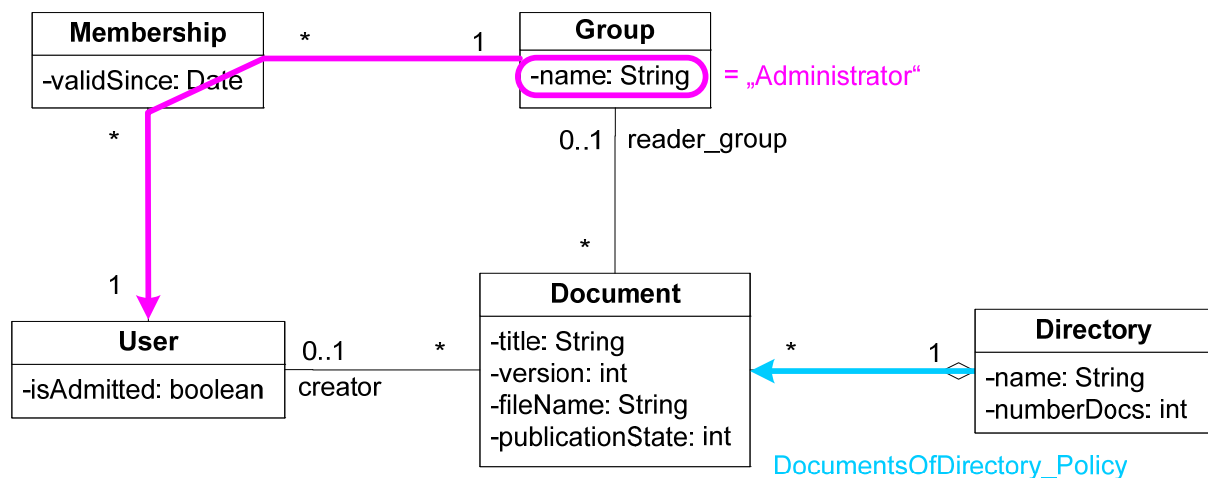 Membership
-validSince: Date
*
1
Group
-name: String
= „Administrator“
*
0..1
reader_group
*
1
User
-isAdmitted: boolean
0..1
creator
*
Document
-title: String
-version: int
-fileName: String
-publicationState: int
*
1
Directory
-name: String
-numberDocs: int
DocumentsOfDirectory_Policy